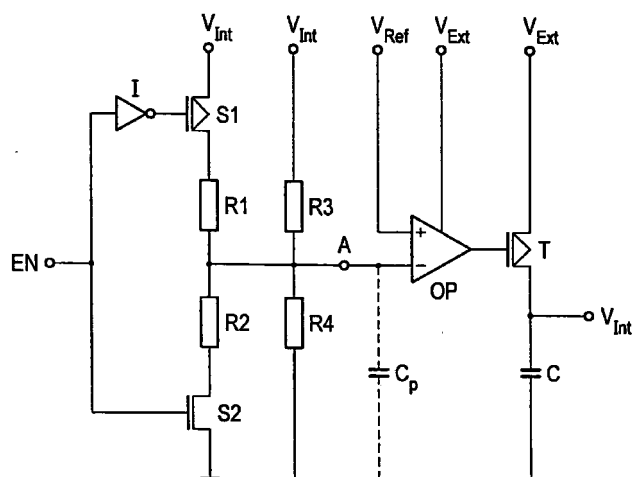 V_Int V_Int V_Ref V_Ext V_Ext
I
S1
R1 R3
A
+
EN − OP T
R2 R4 V_Int
C_p C
S2